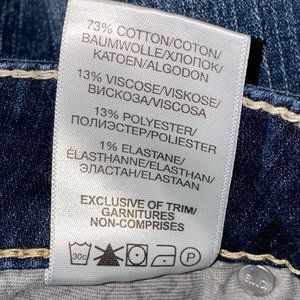 73% COTTON/COTON/
BAUMWOLLE/ХЛОПОК/
KATOEN/ALGODON
13% VISCOSE/VISKOSE/
ВИСКОЗА/VISCOSA
13% POLYESTER/
ПОЛИЭСТЕР/POLIESTER
1% ELASTANE/
ÉLASTHANNE/ELASTHAN/
ЭЛАСТАН/ELASTAAN
EXCLUSIVE OF TRIM/
GARNITURES
NON-COMPRISES
30c
P